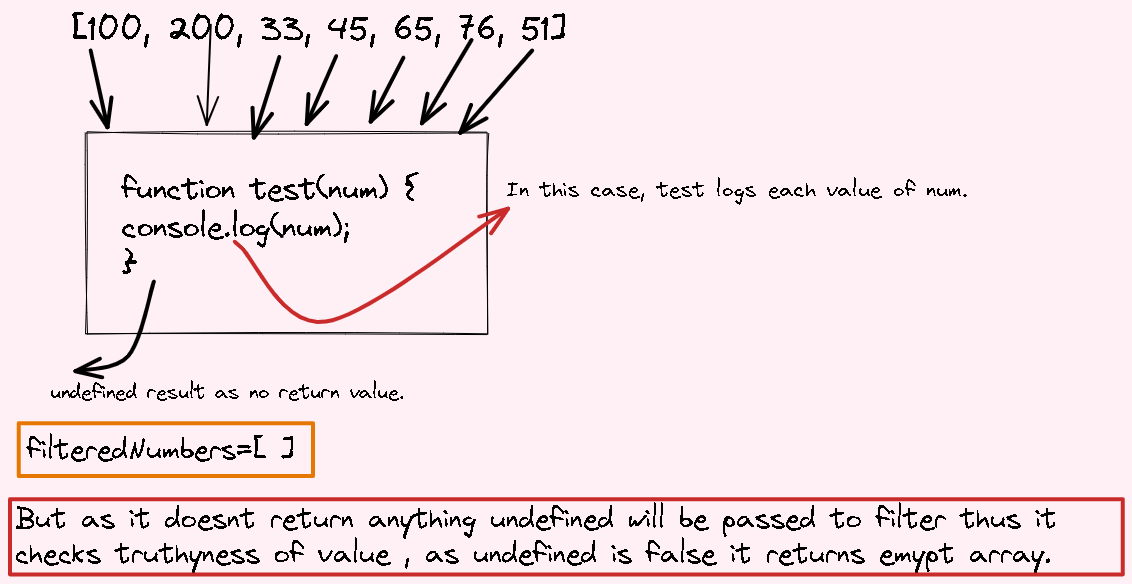 [100, 200, 33, 45, 65, 76, 51]
function test(num) {
In this case, test logs each value of num.
console.log(num);
}
undefined result as no return value.
filteredNumbers=[ ]
But as it doesnt return anything undefined will be passed to filter thus it
checks truthyness of value , as undefined is false it returns emypt array.